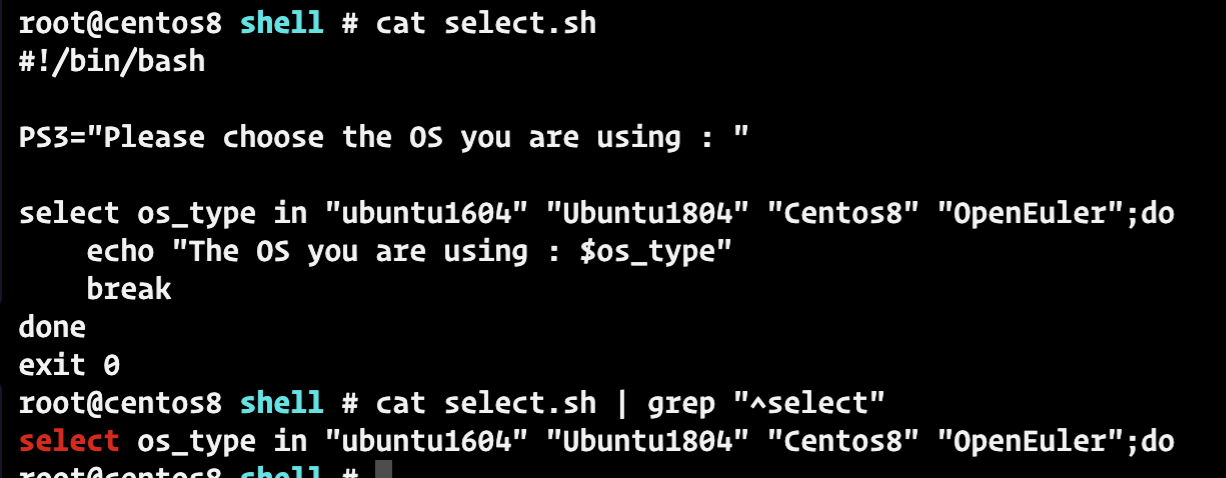 root@centos8 shell # cat select.sh
#!/bin/bash

PS3="Please choose the OS you are using : "

select os_type in "ubuntu1604" "Ubuntu1804" "Centos8" "OpenEuler";do
    echo "The OS you are using : $os_type"
    break
done
exit 0
root@centos8 shell # cat select.sh | grep "^select"
select os_type in "ubuntu1604" "Ubuntu1804" "Centos8" "OpenEuler";do
root@centos8 shell #